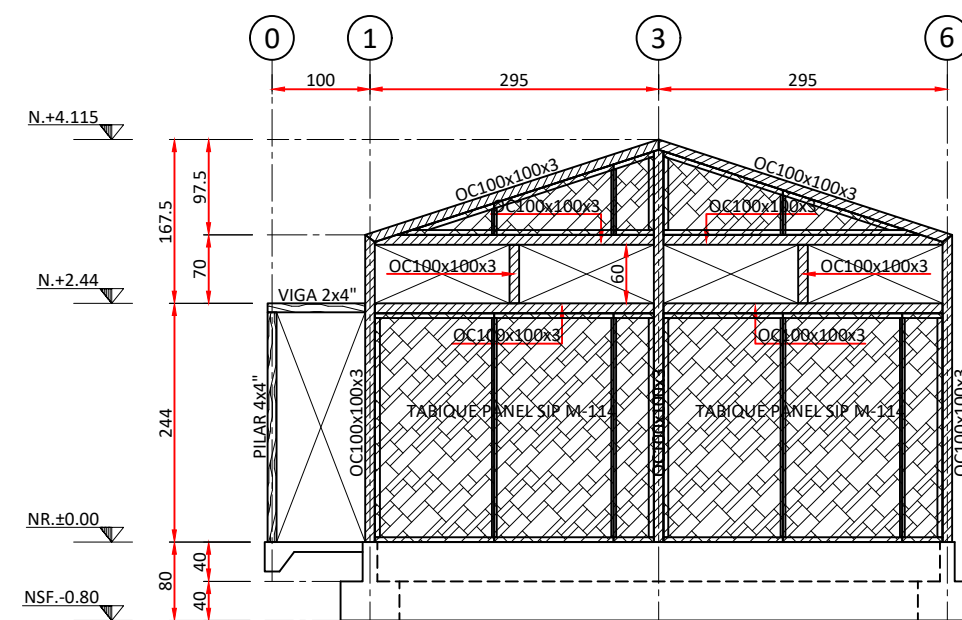 0 1 3 6
100 295 295
N.+4.115
97.5
167.5
OC100x100x3 OC100x100x3
OC100x100x3 OC100x100x3
70
OC100x100x3 60 OC100x100x3
N.+2.44
VIGA 2x4"
OC100x100x3 OC100x100x3
244
PILAR 4x4"
OC100x100x3
TABIQUE PANEL SIP M-114
OC100x100x3
TABIQUE PANEL SIP M-114
OC100x100x3
NR.±0.00
40
80
40
NSF.-0.80